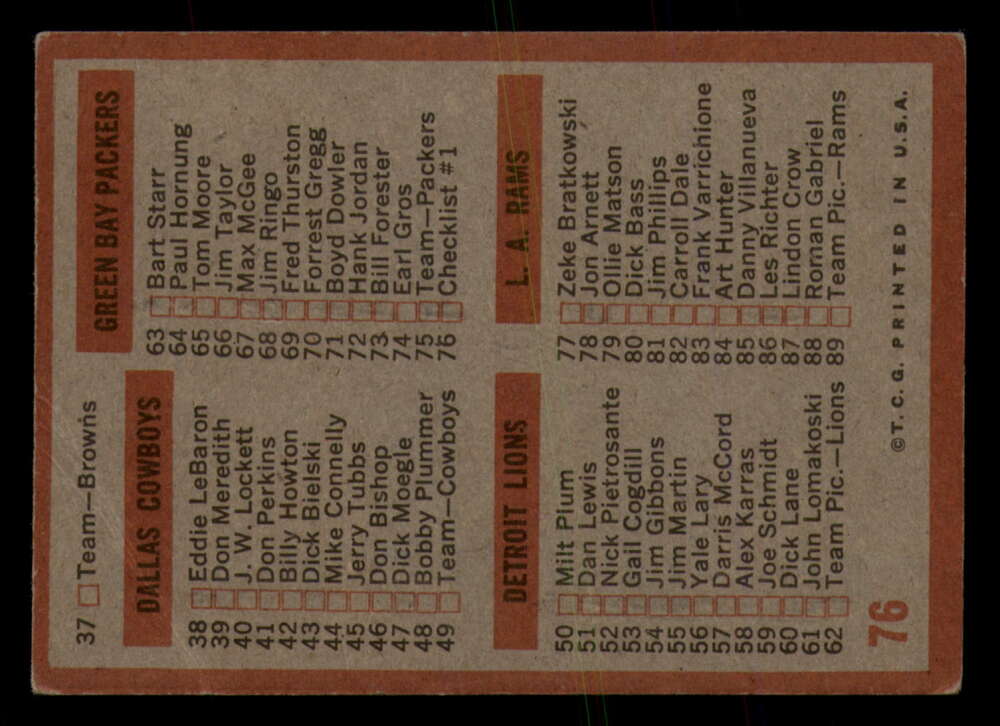 37 Team—Browns
DALLAS COWBOYS
38 Eddie LeBaron
39 Don Meredith
40 J. W. Lockett
41 Don Perkins
42 Billy Howton
43 Dick Bielski
44 Mike Connelly
45 Jerry Tubbs
46 Don Bishop
47 Dick Moegle
48 Bobby Plummer
49 Team—Cowboys
GREEN BAY PACKERS
63 Bart Starr
64 Paul Hornung
65 Tom Moore
66 Jim Taylor
67 Max McGee
68 Jim Ringo
69 Fred Thurston
70 Forrest Gregg
71 Boyd Dowler
72 Hank Jordan
73 Bill Forester
74 Earl Gros
75 Team—Packers
76 Checklist #1
DETROIT LIONS
50 Milt Plum
51 Dan Lewis
52 Nick Pietrosante
53 Gail Cogdill
54 Jim Gibbons
55 Jim Martin
56 Yale Lary
57 Darris McCord
58 Alex Karras
59 Joe Schmidt
60 Dick Lane
61 John Lomakoski
62 Team Pic.—Lions
L. A. RAMS
77 Zeke Bratkowski
78 Jon Arnett
79 Ollie Matson
80 Dick Bass
81 Jim Phillips
82 Carroll Dale
83 Frank Varrichione
84 Art Hunter
85 Danny Villanueva
86 Les Richter
87 Lindon Crow
88 Roman Gabriel
89 Team Pic.—Rams
76
©T. C. G. PRINTED IN U.S.A.